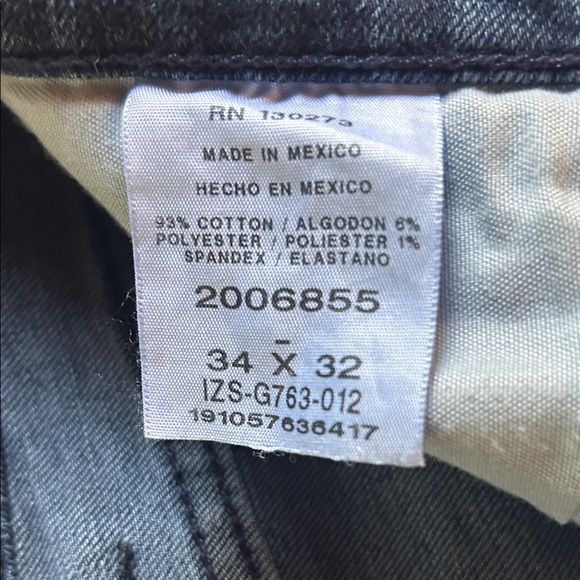 RN 130273
MADE IN MEXICO
HECHO EN MEXICO
93% COTTON / ALGODON 6%
POLYESTER / POLIESTER 1%
SPANDEX / ELASTANO
2006855
-
34 X 32
IZS-G763-012
191057636417